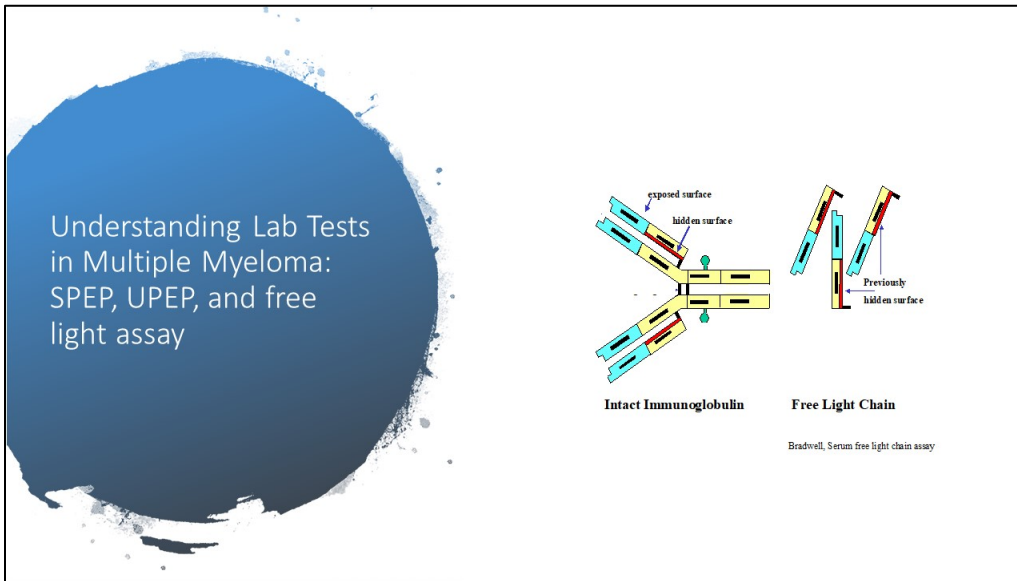 Understanding Lab Tests
in Multiple Myeloma:
SPEP, UPEP, and free
light assay
exposed surface
hidden surface
Previously
hidden surface
Intact Immunoglobulin
Free Light Chain
Bradwell, Serum free light chain assay